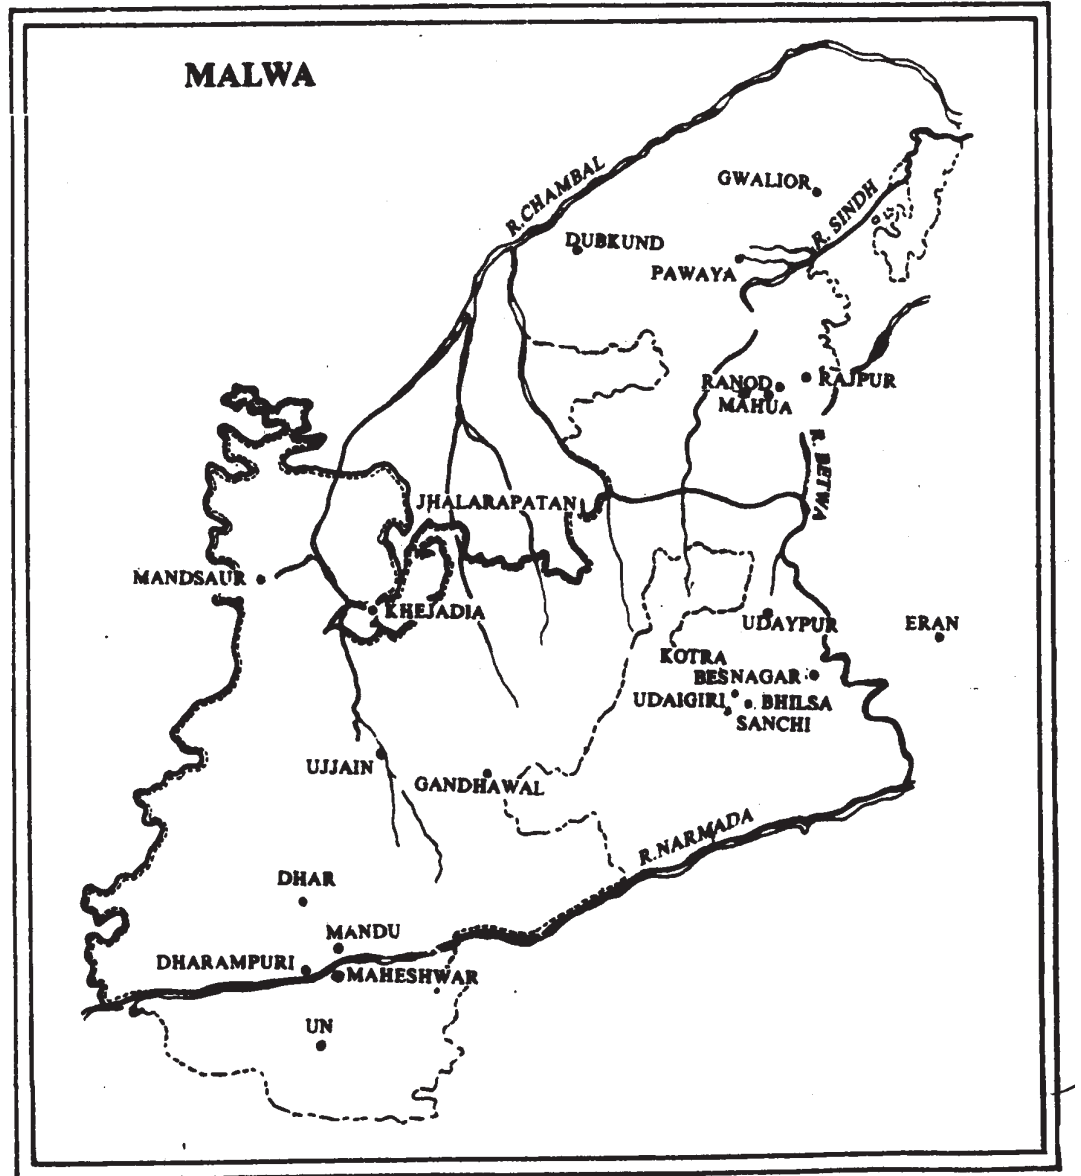 MALWA
R. CHAMBAL
GWALIOR
R. SINDH
DUBKUND
PAWAYA
RANOD
RAJPUR
MAHUA
R. BETWA
JHALARAPATAN
MANDSAUR
KHEJADIA
UDAYPUR
ERAN
KOTRA
BESNAGAR
UDAIGIRI
BHILSA
SANCHI
UJJAIN
GANDHAWAL
R. NARMADA
DHAR
MANDU
DHARAMPURI
MAHESHWAR
UN